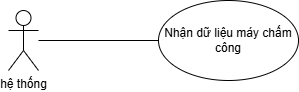 Nhận dữ liệu máy chấm
công
hệ thống